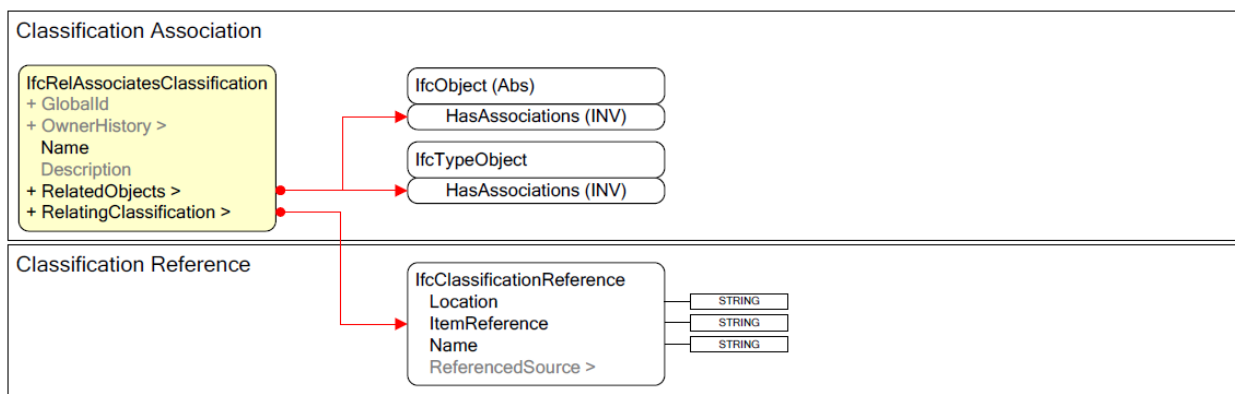 Classification Association
IfcRelAssociatesClassification
+ GlobalId
+ OwnerHistory >
Name
Description
+ RelatedObjects >
+ RelatingClassification >
IfcObject (Abs)
HasAssociations (INV)
IfcTypeObject
HasAssociations (INV)
Classification Reference
IfcClassificationReference
Location
STRING
ItemReference
STRING
Name
STRING
ReferencedSource >